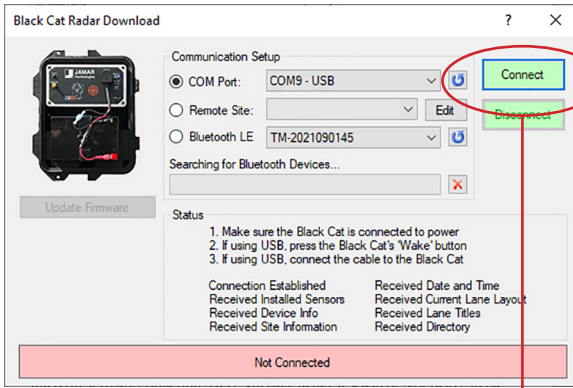 Black Cat Radar Download
? X
JAMAR
Technologies
Communication Setup
COM Port: COM9 - USB
Connect
Remote Site: Edit
Disconnect
Bluetooth LE TM-2021090145
Searching for Bluetooth Devices...
Update Firmware
Status
1. Make sure the Black Cat is connected to power
2. If using USB, press the Black Cat's 'Wake' button
3. If using USB, connect the cable to the Black Cat
Connection Established Received Date and Time
Received Installed Sensors Received Current Lane Layout
Received Device Info Received Lane Titles
Received Site Information Received Directory
Not Connected